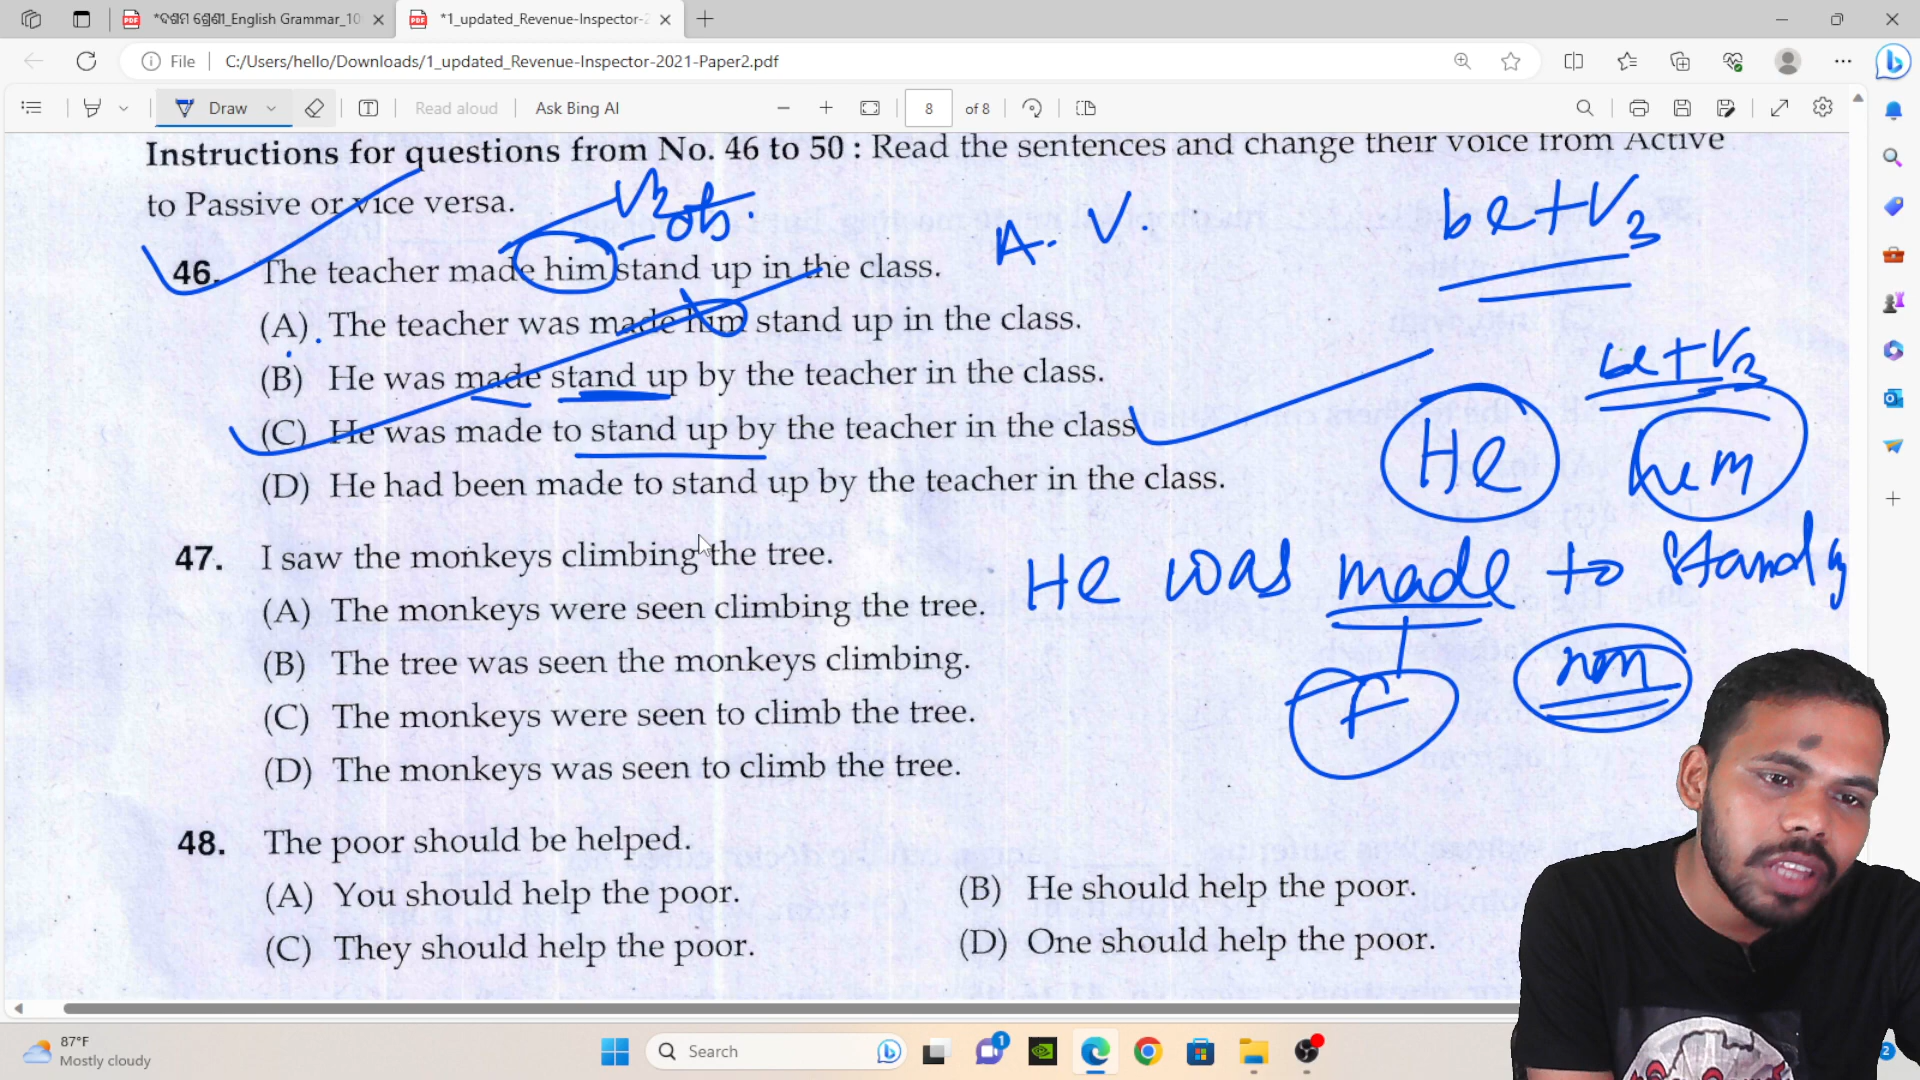 *ଦଶମ ଶ୍ରେଣୀ_English Grammar_10
*1_updated_Revenue-Inspector-2
File
C:/Users/hello/Downloads/1_updated_Revenue-Inspector-2021-Paper2.pdf
Draw
Read aloud
Ask Bing AI
8
of 8
Instructions for questions from No. 46 to 50 : Read the sentences and change their voice from Active
to Passive or vice versa.
V3 ob.
A. V.
be+V3
46. The teacher made him stand up in the class.
(A) The teacher was made him stand up in the class.
(B) He was made stand up by the teacher in the class.
(C) He was made to stand up by the teacher in the class
(D) He had been made to stand up by the teacher in the class.
be+V3
He
him
He was made to stand
47. I saw the monkeys climbing the tree.
(A) The monkeys were seen climbing the tree.
(B) The tree was seen the monkeys climbing.
(C) The monkeys were seen to climb the tree.
(D) The monkeys was seen to climb the tree.
F
48. The poor should be helped.
(A) You should help the poor.
(B) He should help the poor.
(C) They should help the poor.
(D) One should help the poor.
87°F
Mostly cloudy
Search
1
2